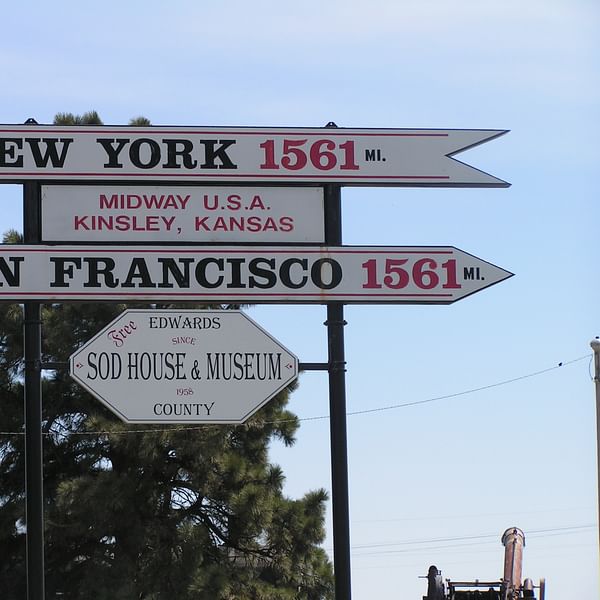 EW YORK 1561 MI.
MIDWAY U.S.A.
KINSLEY, KANSAS
N FRANCISCO 1561 MI.
Free
EDWARDS
SINCE
SOD HOUSE & MUSEUM
1958
COUNTY